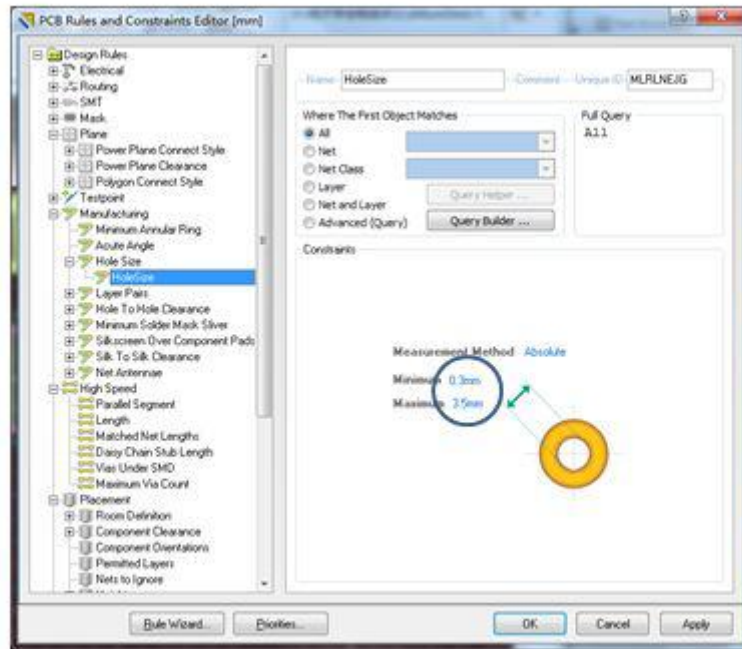 PCB Rules and Constraints Editor [mm]
Design Rules
Electrical
Routing
SMT
Mask
Plane
Power Plane Connect Style
Power Plane Clearance
Polygon Connect Style
Testpoint
Manufacturing
Minimum Annular Ring
Acute Angle
Hole Size
HoleSize
Layer Pairs
Hole To Hole Clearance
Minimum Solder Mask Sliver
Silkscreen Over Component Pads
Silk To Silk Clearance
Net Antennae
High Speed
Parallel Segment
Length
Matched Net Lengths
Daisy Chain Stub Length
Vias Under SMD
Maximum Via Count
Placement
Room Definition
Component Clearance
Component Orientations
Permitted Layers
Nets to Ignore
Name HoleSize Comment Unique ID MLRLNEJG
Where The First Object Matches
All
Net
Net Class
Layer
Net and Layer
Advanced (Query)
Query Helper ...
Query Builder ...
Full Query
All
Constraints
Measurement Method Absolute
Minimum 0.3mm
Maximum 3.5mm
Rule Wizard... Priorities... OK Cancel Apply